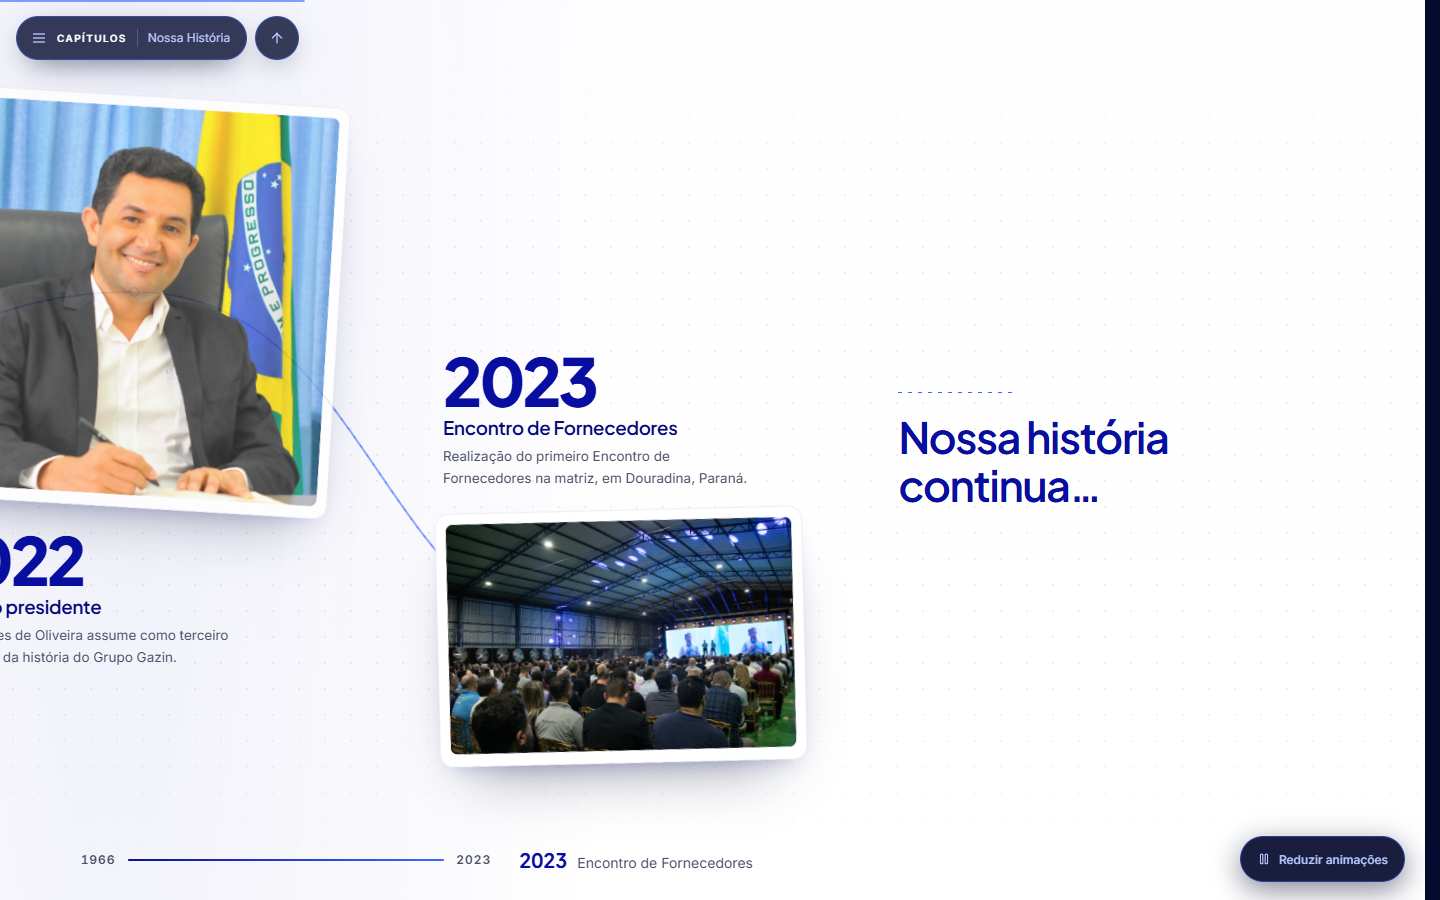 CAPÍTULOS Nossa História
E PROGRESSO
022
presidente
es de Oliveira assume como terceiro
da história do Grupo Gazin.
2023
Encontro de Fornecedores
Realização do primeiro Encontro de
Fornecedores na matriz, em Douradina, Paraná.
Nossa história
continua...
1966 2023 2023 Encontro de Fornecedores
Reduzir animações